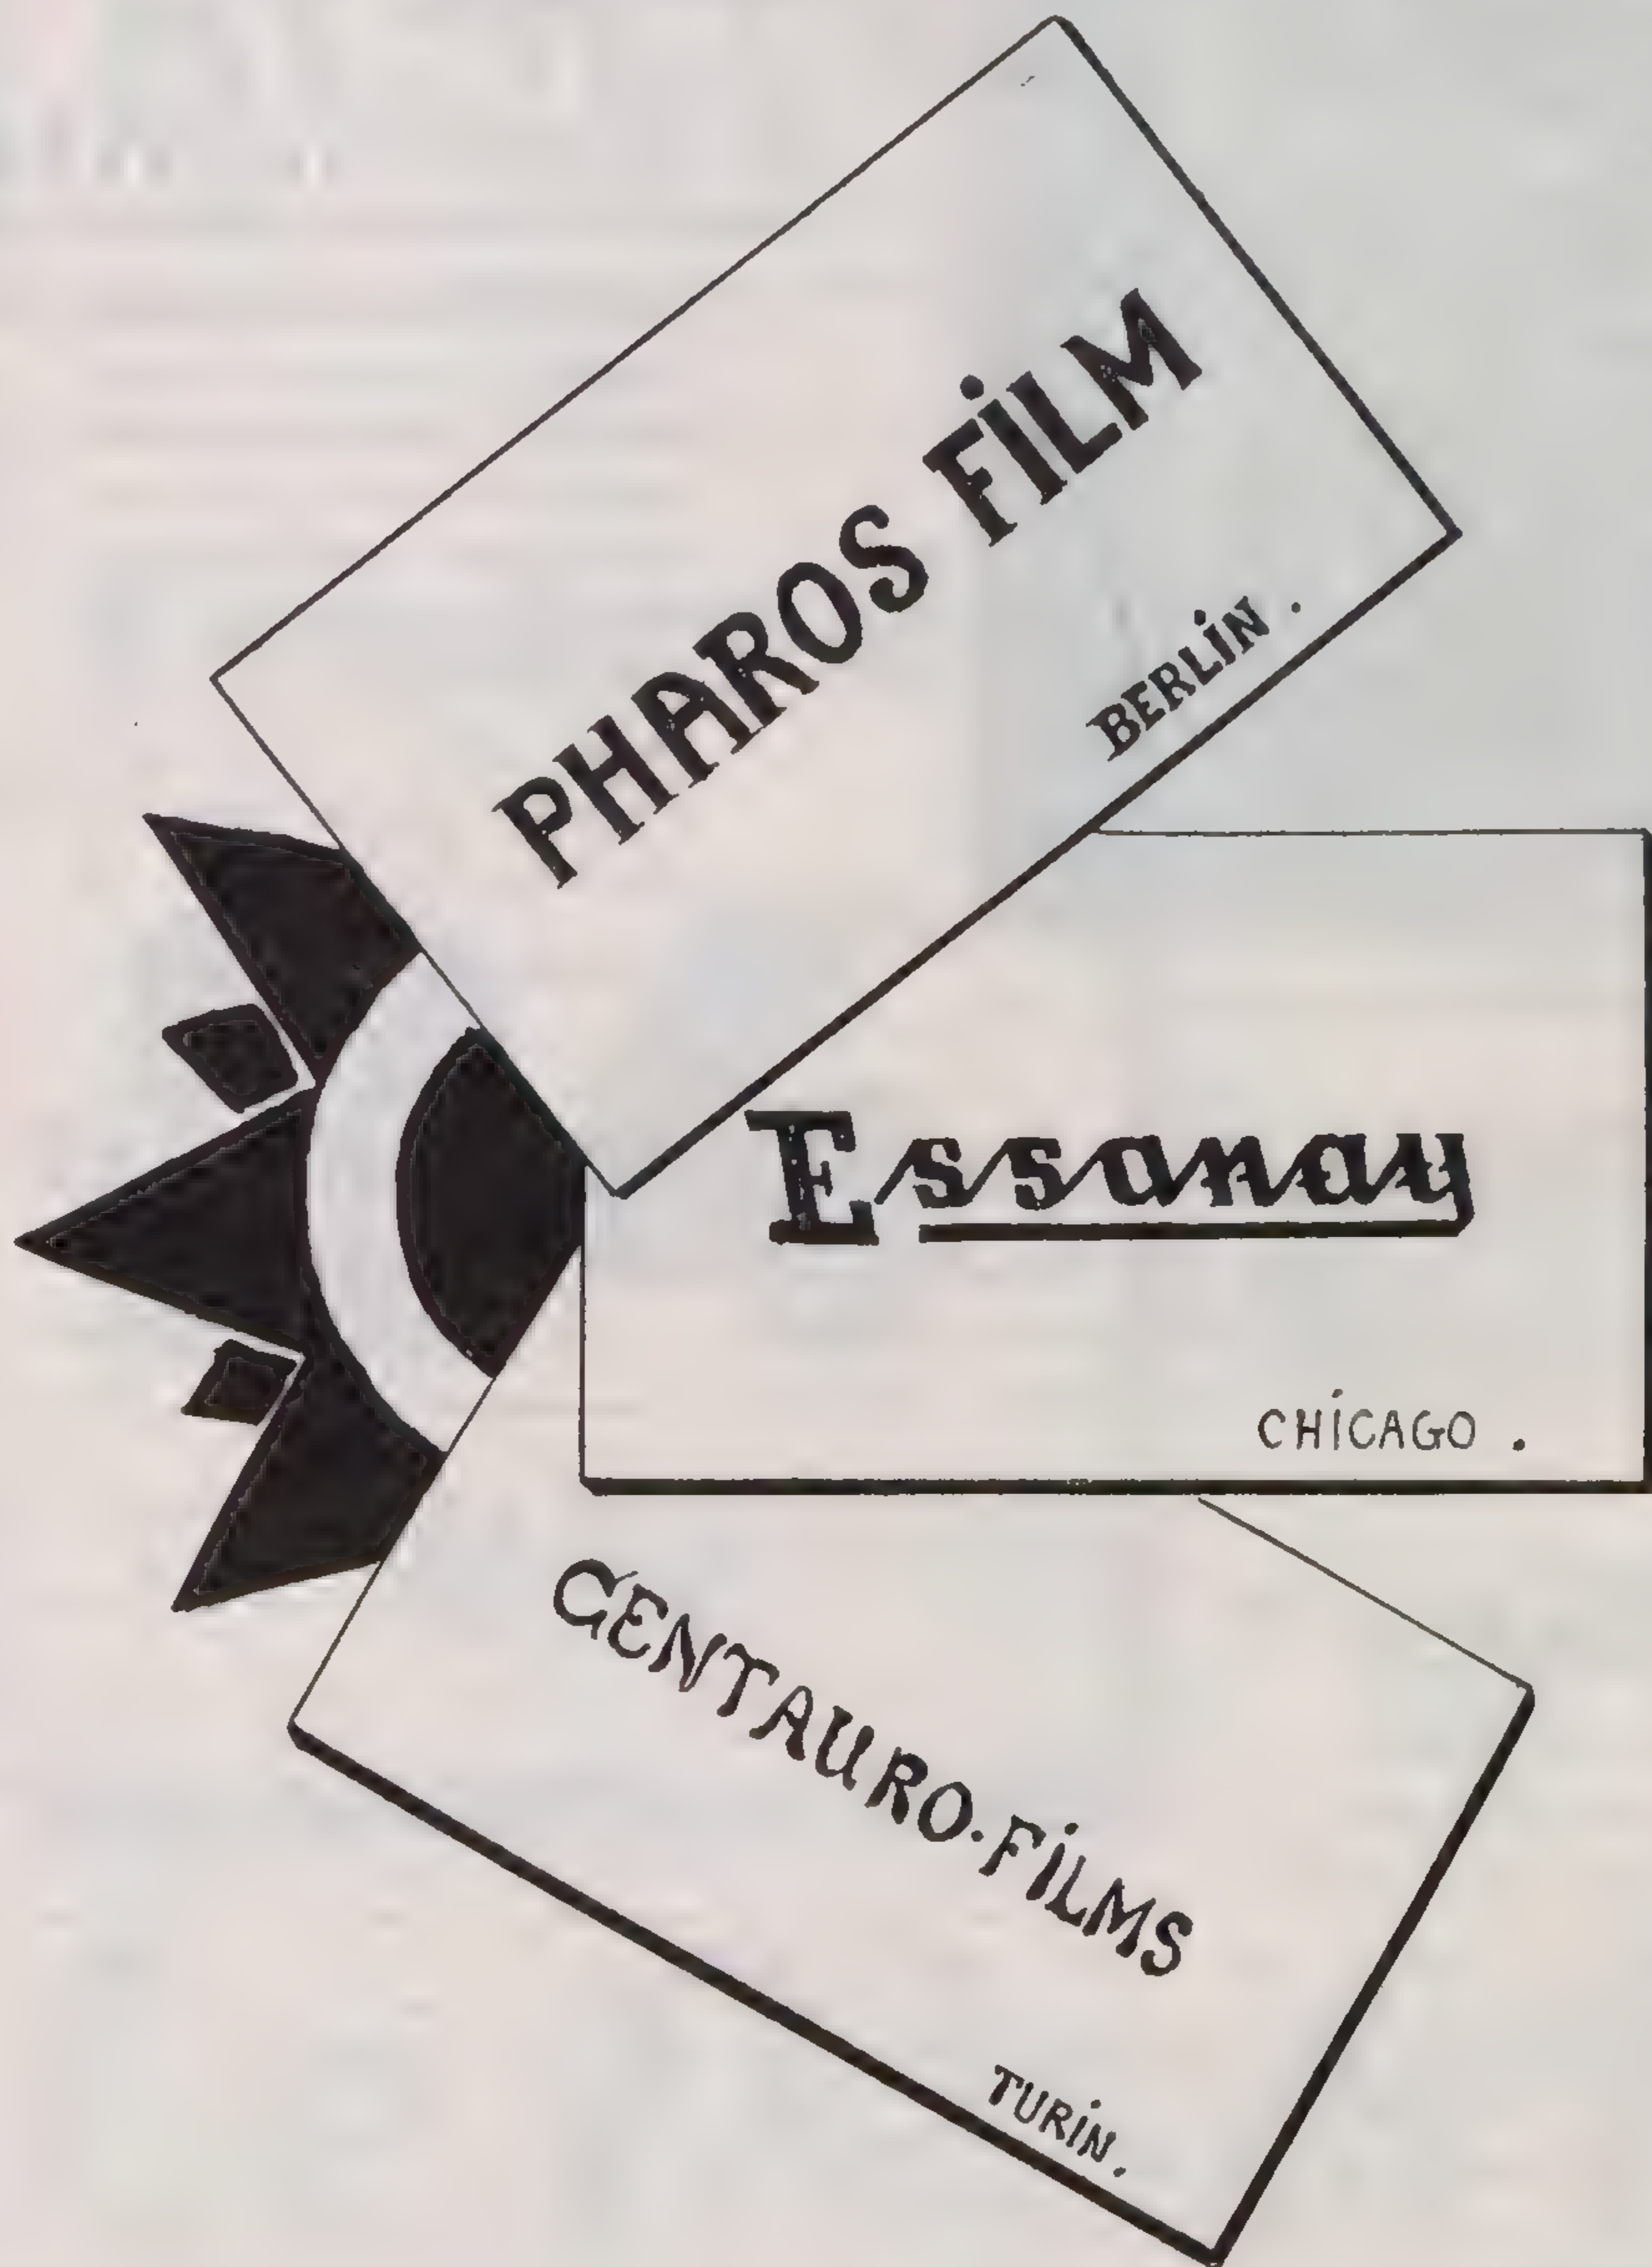 PHAROS FİLM
BERLİN.
Essanay
CHİCAGO.
CENTAURO-FİLMS
TURİN.